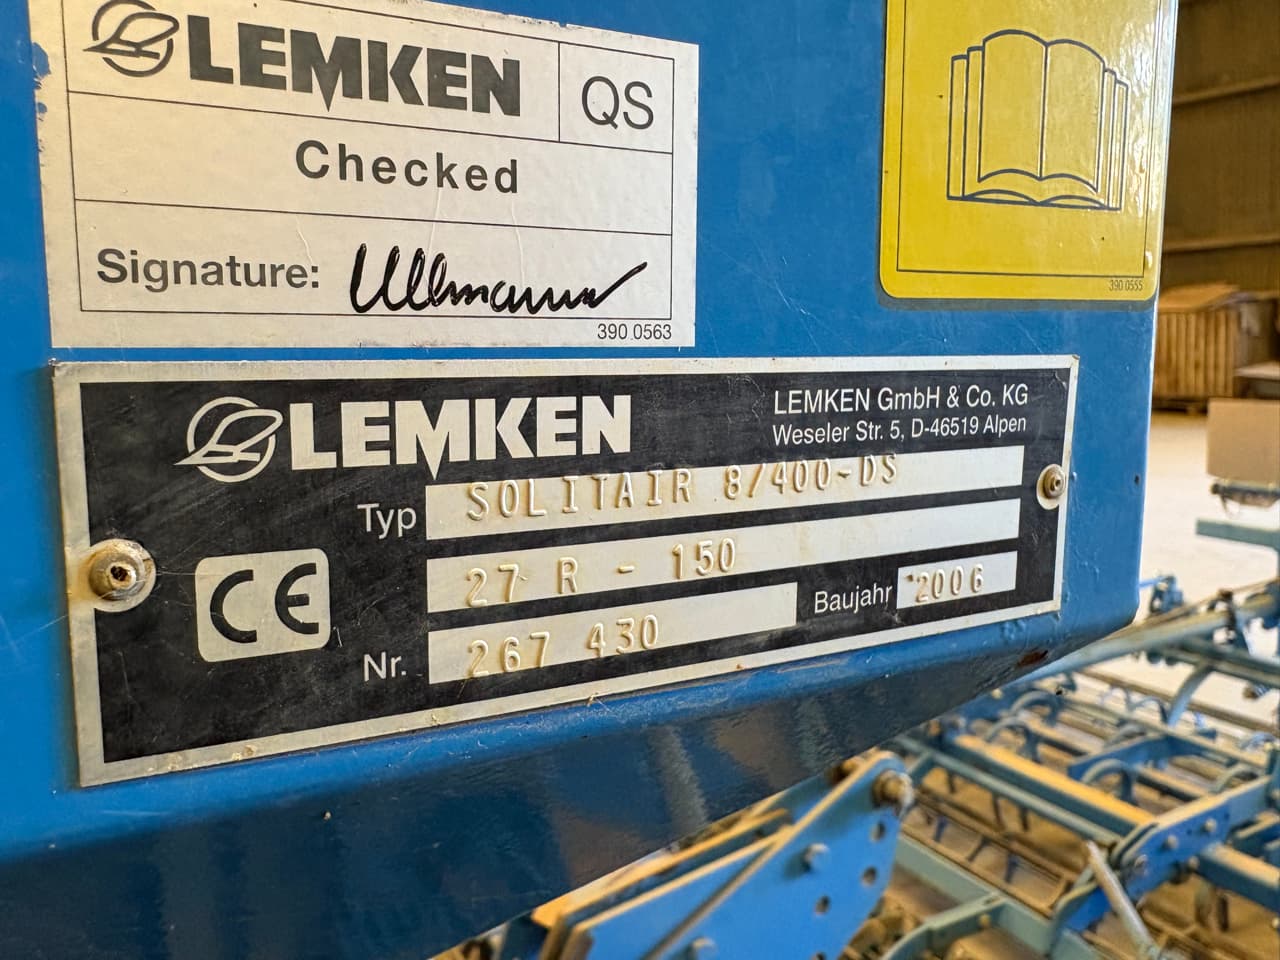 LEMKEN
QS
Checked
Signature: Ullmann
390 0563
390 0555
LEMKEN
LEMKEN GmbH & Co. KG
Weseler Str. 5, D-46519 Alpen
Typ SOLITAIR 8/400-DS
27 R - 150
Baujahr 2006
Nr. 267 430
CE